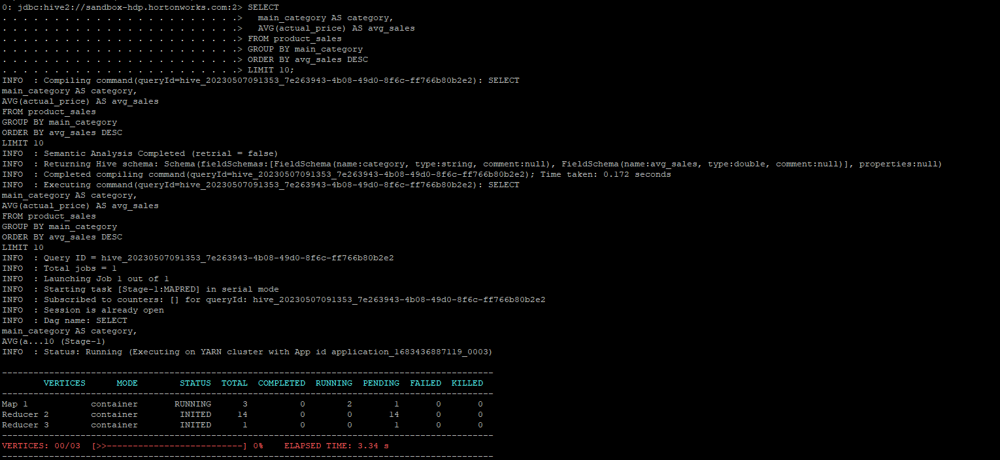 0: jdbc:hive2://sandbox-hdp.hortonworks.com:2> SELECT
. . . . . . . . . . . . . . . . . . . . . . .>   main_category AS category,
. . . . . . . . . . . . . . . . . . . . . . .>   AVG(actual_price) AS avg_sales
. . . . . . . . . . . . . . . . . . . . . . .> FROM product_sales
. . . . . . . . . . . . . . . . . . . . . . .> GROUP BY main_category
. . . . . . . . . . . . . . . . . . . . . . .> ORDER BY avg_sales DESC
. . . . . . . . . . . . . . . . . . . . . . .> LIMIT 10;
INFO  : Compiling command(queryId=hive_20230507091353_7e263943-4b08-49d0-8f6c-ff766b80b2e2): SELECT
main_category AS category,
AVG(actual_price) AS avg_sales
FROM product_sales
GROUP BY main_category
ORDER BY avg_sales DESC
LIMIT 10
INFO  : Semantic Analysis Completed (retrial = false)
INFO  : Returning Hive schema: Schema(fieldSchemas:[FieldSchema(name:category, type:string, comment:null), FieldSchema(name:avg_sales, type:double, comment:null)], properties:null)
INFO  : Completed compiling command(queryId=hive_20230507091353_7e263943-4b08-49d0-8f6c-ff766b80b2e2); Time taken: 0.172 seconds
INFO  : Executing command(queryId=hive_20230507091353_7e263943-4b08-49d0-8f6c-ff766b80b2e2): SELECT
main_category AS category,
AVG(actual_price) AS avg_sales
FROM product_sales
GROUP BY main_category
ORDER BY avg_sales DESC
LIMIT 10
INFO  : Query ID = hive_20230507091353_7e263943-4b08-49d0-8f6c-ff766b80b2e2
INFO  : Total jobs = 1
INFO  : Launching Job 1 out of 1
INFO  : Starting task [Stage-1:MAPRED] in serial mode
INFO  : Subscribed to counters: [] for queryId: hive_20230507091353_7e263943-4b08-49d0-8f6c-ff766b80b2e2
INFO  : Session is already open
INFO  : Dag name: SELECT
main_category AS category,
AVG(a...10 (Stage-1)
INFO  : Status: Running (Executing on YARN cluster with App id application_1683436887119_0003)
----------------------------------------------------------------------------------------------
        VERTICES      MODE        STATUS  TOTAL  COMPLETED  RUNNING  PENDING  FAILED  KILLED
----------------------------------------------------------------------------------------------
Map 1            container       RUNNING      3          0        2        1       0       0
Reducer 2        container        INITED     14          0        0       14       0       0
Reducer 3        container        INITED      1          0        0        1       0       0
----------------------------------------------------------------------------------------------
VERTICES: 00/03  [>>--------------------------] 0%    ELAPSED TIME: 3.34 s
----------------------------------------------------------------------------------------------